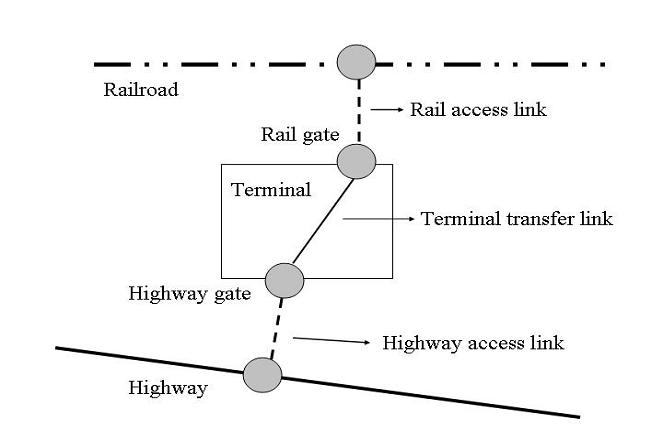 Railroad
Rail access link
Rail gate
Terminal
Terminal transfer link
Highway gate
Highway access link
Highway